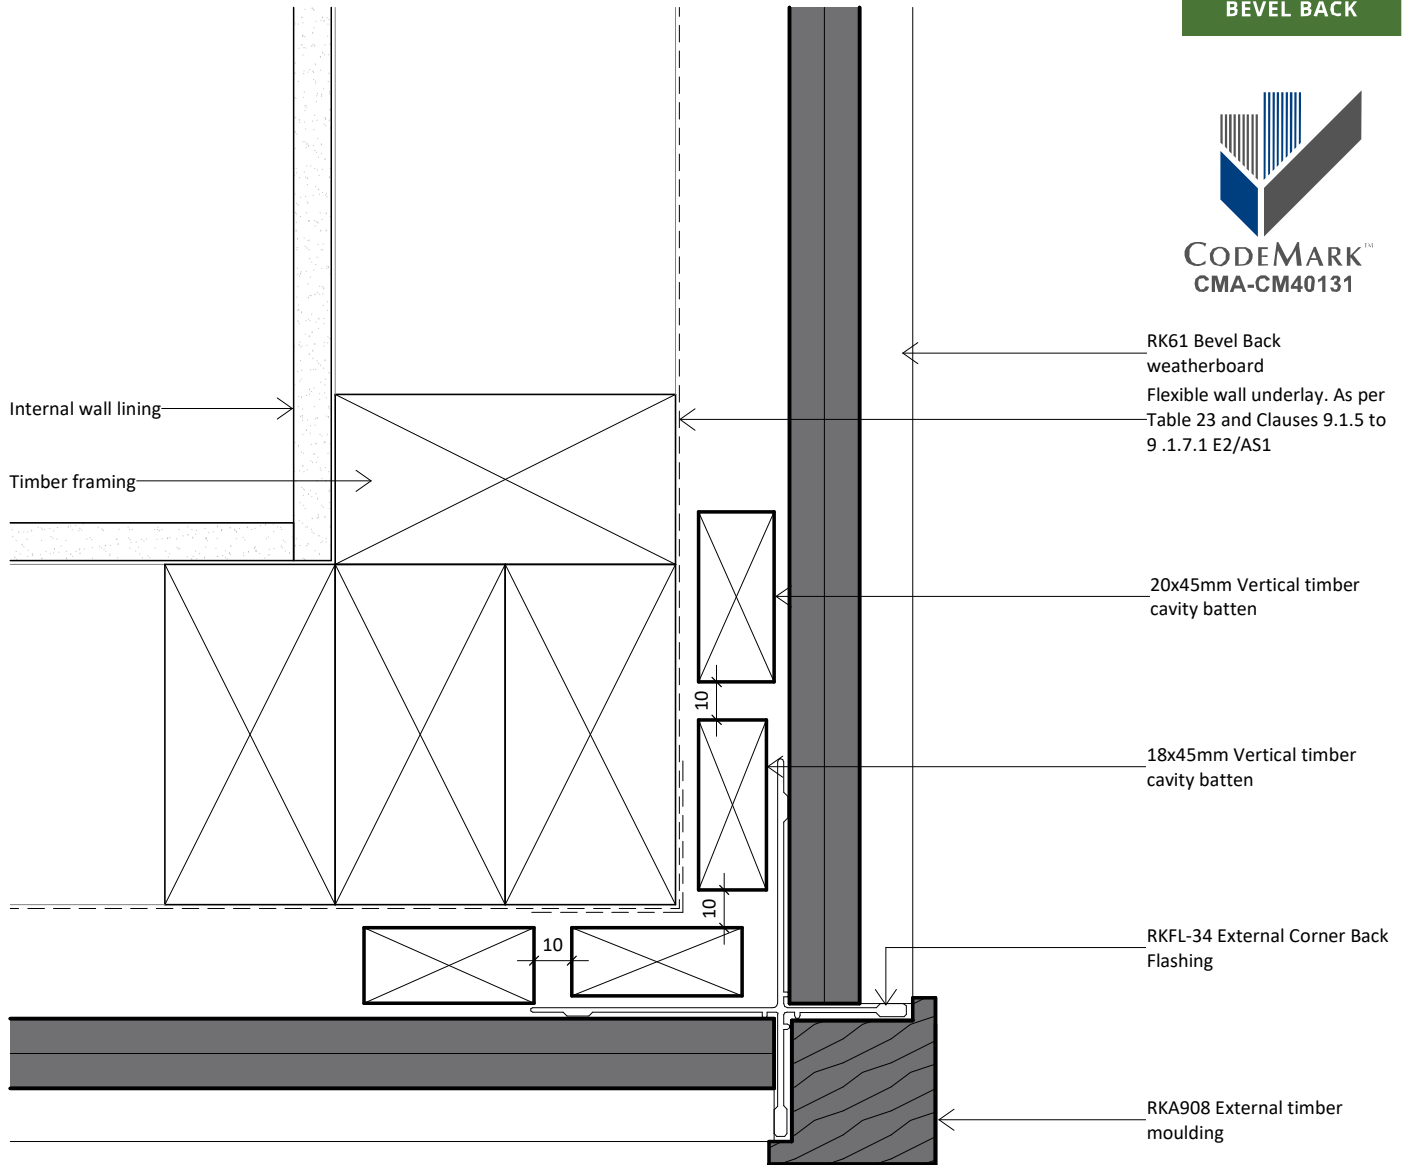 BEVEL BACK
CODEMARK™
CMA-CM40131
RK61 Bevel Back
weatherboard
Flexible wall underlay. As per
Table 23 and Clauses 9.1.5 to
9 .1.7.1 E2/AS1
Internal wall lining
Timber framing
20x45mm Vertical timber
cavity batten
10
18x45mm Vertical timber
cavity batten
10
10
RKFL-34 External Corner Back
Flashing
RKA908 External timber
moulding